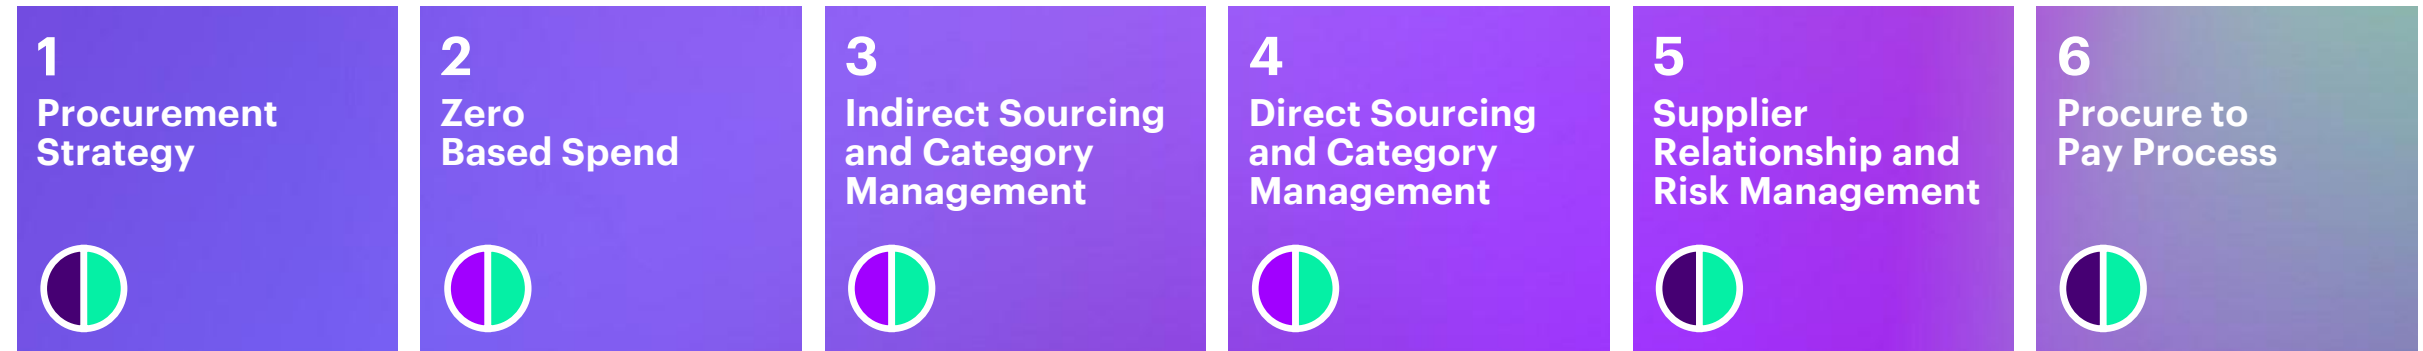 1
Procurement
Strategy
2
Zero
Based Spend
3
Indirect Sourcing
and Category
Management
4
Direct Sourcing
and Category
Management
5
Supplier
Relationship and
Risk Management
6
Procure to
Pay Process